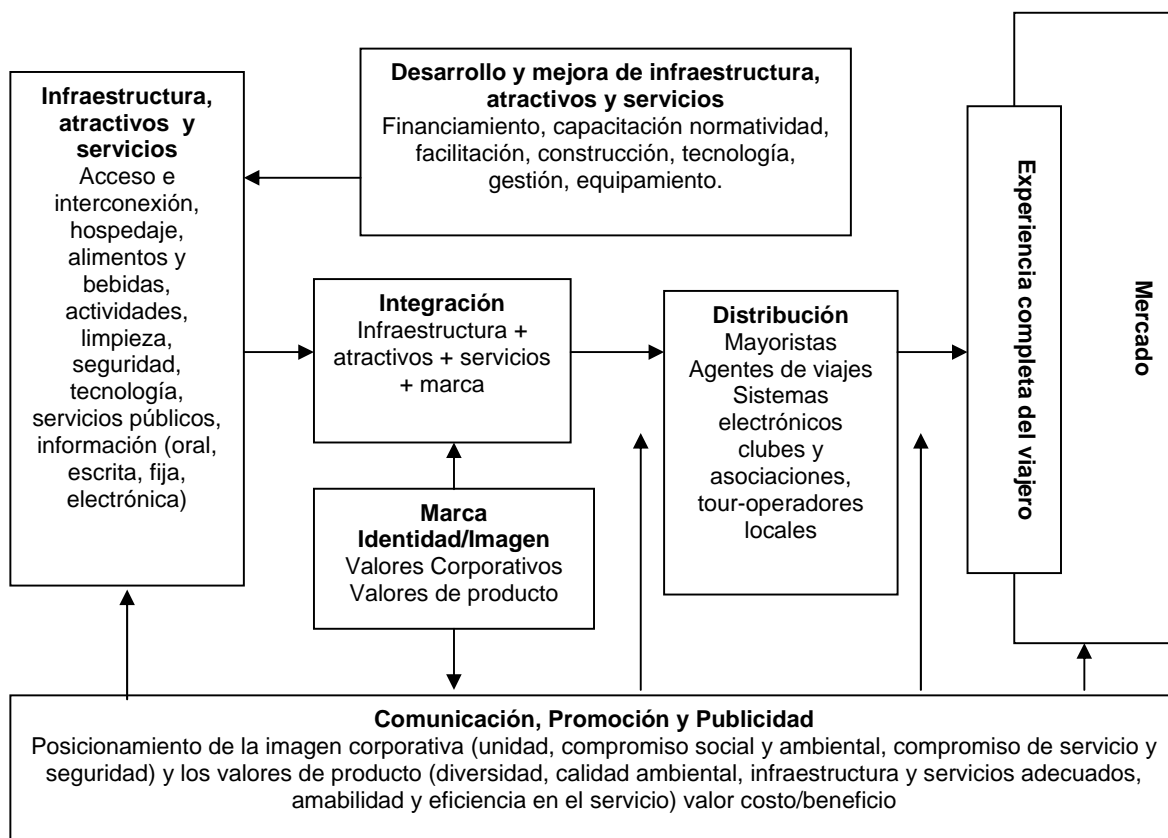 Infraestructura,
atractivos y
servicios
Acceso e
interconexión,
hospedaje,
alimentos y
bebidas,
actividades,
limpieza,
seguridad,
tecnología,
servicios públicos,
información (oral,
escrita, fija,
electrónica)
Desarrollo y mejora de infraestructura,
atractivos y servicios
Financiamiento, capacitación normatividad,
facilitación, construcción, tecnología,
gestión, equipamiento.
Integración
Infraestructura +
atractivos + servicios
+ marca
Marca
Identidad/Imagen
Valores Corporativos
Valores de producto
Distribución
Mayoristas
Agentes de viajes
Sistemas
electrónicos
clubes y
asociaciones,
tour-operadores
locales
Experiencia completa del viajero
Mercado
Comunicación, Promoción y Publicidad
Posicionamiento de la imagen corporativa (unidad, compromiso social y ambiental, compromiso de servicio y
seguridad) y los valores de producto (diversidad, calidad ambiental, infraestructura y servicios adecuados,
amabilidad y eficiencia en el servicio) valor costo/beneficio